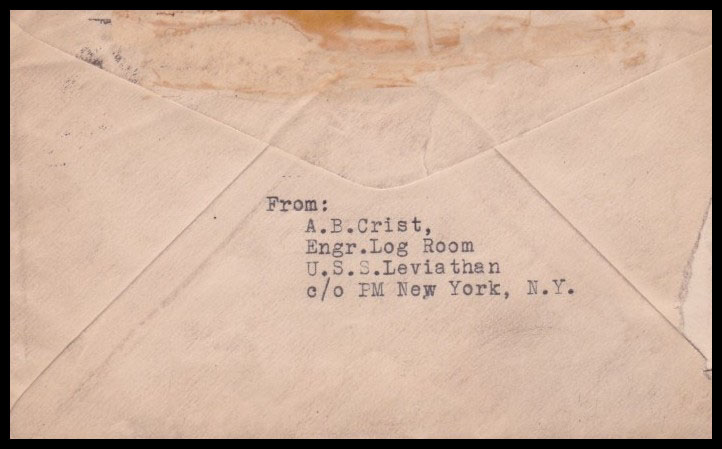 From:
A.B.Crist,
Engr.Log Room
U.S.S.Leviathan
c/o PM New York, N.Y.